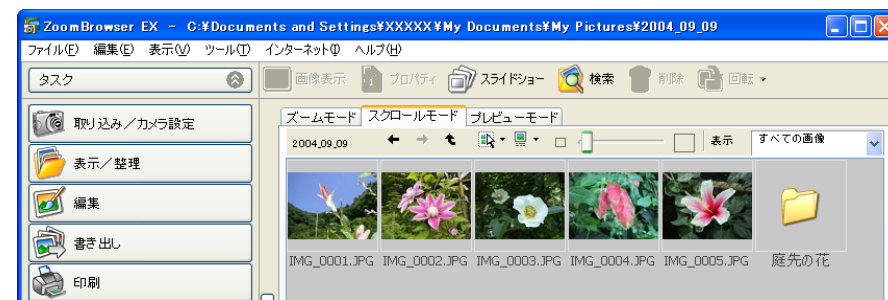 ZoomBrowser EX - C:¥Documents and Settings¥XXXXX¥My Documents¥My Pictures¥2004_09_09
ファイル(F) 編集(E) 表示(V) ツール(T) インターネット(I) ヘルプ(H)
タスク 画像表示 プロパティ スライドショー 検索 削除 回転
取り込み／カメラ設定
表示／整理
編集
書き出し
印刷
ズームモード スクロールモード プレビューモード
2004_09_09 表示 すべての画像
IMG_0001.JPG IMG_0002.JPG IMG_0003.JPG IMG_0004.JPG IMG_0005.JPG 庭先の花